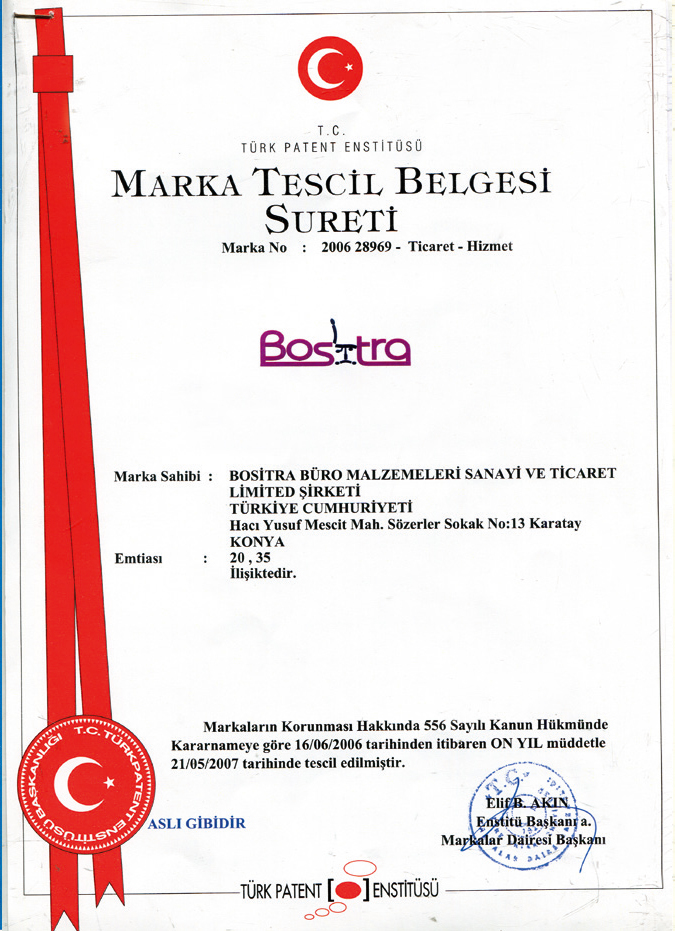 T.C.
TÜRK PATENT ENSTİTÜSÜ
MARKA TESCİL BELGESİ
SURETİ
Marka No : 2006 28969 - Ticaret - Hizmet
Bositra
Marka Sahibi : BOSİTRA BÜRO MALZEMELERİ SANAYİ VE TİCARET
LİMİTED ŞİRKETİ
TÜRKİYE CUMHURİYETİ
Hacı Yusuf Mescit Mah. Sözerler Sokak No:13 Karatay
KONYA
Emtiası : 20 , 35
İlişiktedir.
Markaların Korunması Hakkında 556 Sayılı Kanun Hükmünde
Kararnameye göre 16/06/2006 tarihinden itibaren ON YIL müddetle
21/05/2007 tarihinde tescil edilmiştir.
T.C. TÜRK PATENT ENSTİTÜSÜ BAŞKANLIĞI
ASLI GİBİDİR
T.C.
Elif B. AKIN
Enstitü Başkanı a.
Markalar Dairesi Başkanı
TÜRK PATENT [ ] ENSTİTÜSÜ